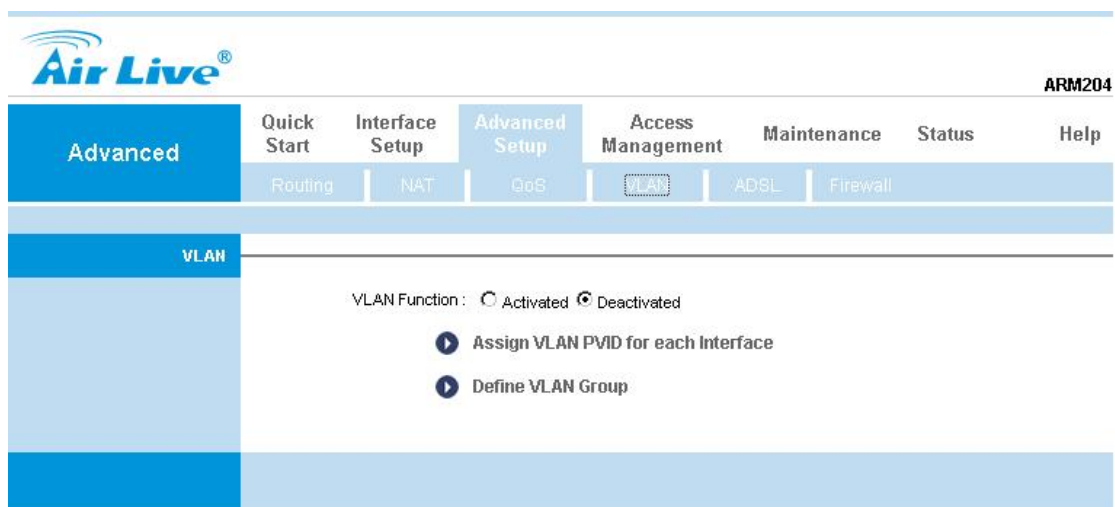 Air Live®
ARM204
Advanced
Quick Start
Interface Setup
Advanced Setup
Access Management
Maintenance
Status
Help
Routing
NAT
QoS
VLAN
ADSL
Firewall
VLAN
VLAN Function : Activated Deactivated
Assign VLAN PVID for each Interface
Define VLAN Group